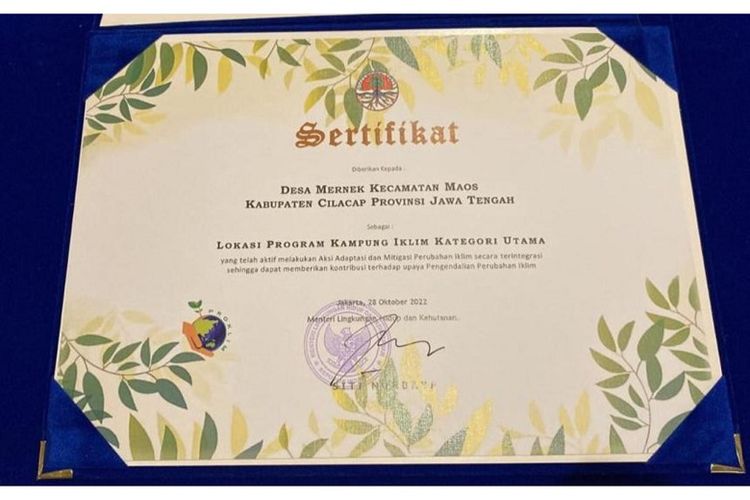 Sertifikat
Diberikan Kepada :
DESA MERNEK KECAMATAN MAOS
KABUPATEN CILACAP PROVINSI JAWA TENGAH
Sebagai :
LOKASI PROGRAM KAMPUNG IKLIM KATEGORI UTAMA
yang telah aktif melakukan Aksi Adaptasi dan Mitigasi Perubahan Iklim secara terintegrasi
sehingga dapat memberikan kontribusi terhadap upaya Pengendalian Perubahan Iklim
Jakarta, 28 Oktober 2022
Menteri Lingkungan Hidup dan Kehutanan,
SITI
PROKLIM